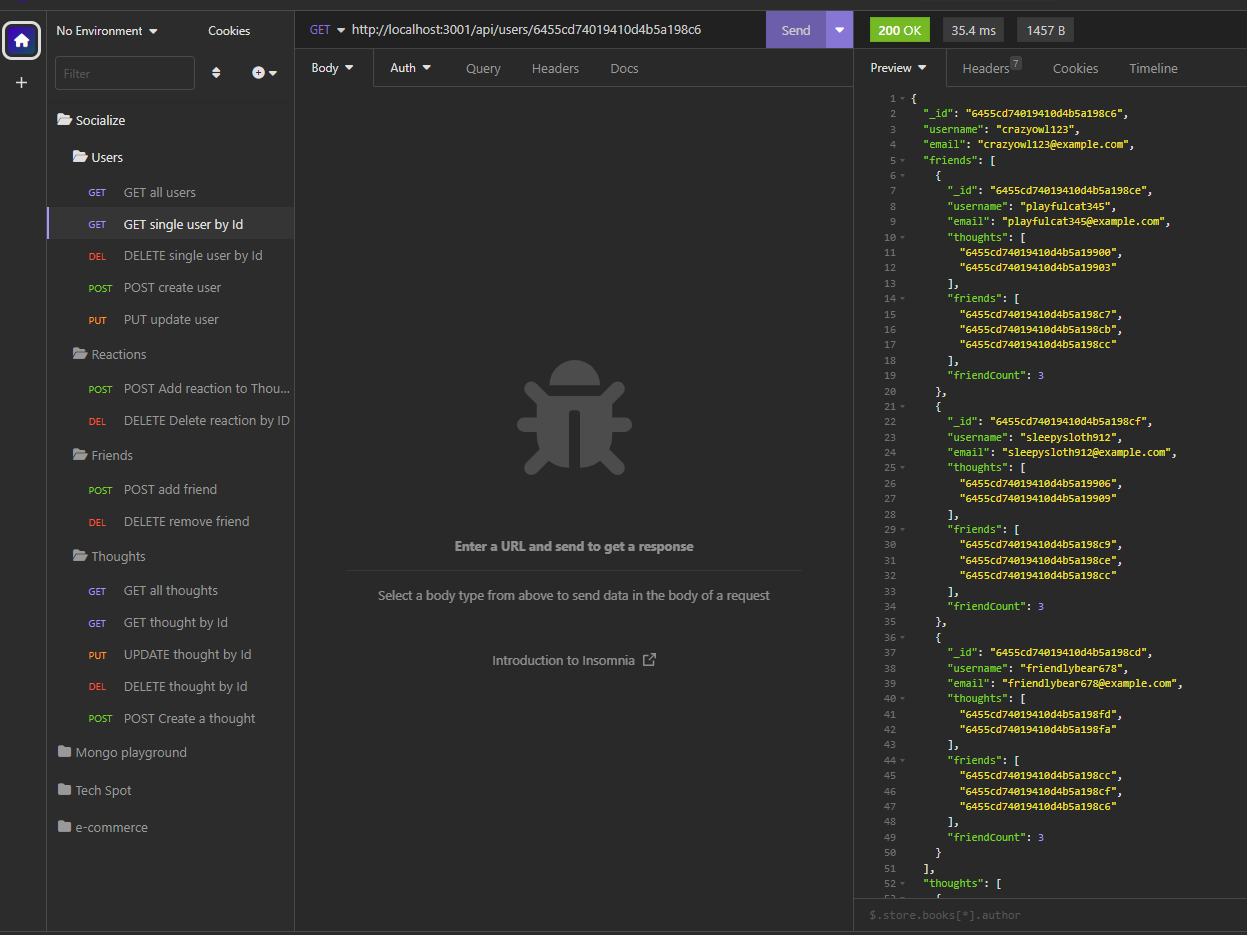 No Environment
Cookies
Filter
Socialize
Users
GET GET all users
GET GET single user by Id
DEL DELETE single user by Id
POST POST create user
PUT PUT update user
Reactions
POST POST Add reaction to Thou...
DEL DELETE Delete reaction by ID
Friends
POST POST add friend
DEL DELETE remove friend
Thoughts
GET GET all thoughts
GET GET thought by Id
PUT UPDATE thought by Id
DEL DELETE thought by Id
POST POST Create a thought
Mongo playground
Tech Spot
e-commerce
GET http://localhost:3001/api/users/6455cd74019410d4b5a198c6 Send
Body Auth Query Headers Docs
Enter a URL and send to get a response
Select a body type from above to send data in the body of a request
Introduction to Insomnia
200 OK 35.4 ms 1457 B
Preview Headers 7 Cookies Timeline
1 {
2 "_id": "6455cd74019410d4b5a198c6",
3 "username": "crazyowl123",
4 "email": "crazyowl123@example.com",
5 "friends": [
6 {
7 "_id": "6455cd74019410d4b5a198ce",
8 "username": "playfulcat345",
9 "email": "playfulcat345@example.com",
10 "thoughts": [
11 "6455cd74019410d4b5a19900",
12 "6455cd74019410d4b5a19903"
13 ],
14 "friends": [
15 "6455cd74019410d4b5a198c7",
16 "6455cd74019410d4b5a198cb",
17 "6455cd74019410d4b5a198cc"
18 ],
19 "friendCount": 3
20 },
21 {
22 "_id": "6455cd74019410d4b5a198cf",
23 "username": "sleepysloth912",
24 "email": "sleepysloth912@example.com",
25 "thoughts": [
26 "6455cd74019410d4b5a19906",
27 "6455cd74019410d4b5a19909"
28 ],
29 "friends": [
30 "6455cd74019410d4b5a198c9",
31 "6455cd74019410d4b5a198ce",
32 "6455cd74019410d4b5a198cc"
33 ],
34 "friendCount": 3
35 },
36 {
37 "_id": "6455cd74019410d4b5a198cd",
38 "username": "friendlybear678",
39 "email": "friendlybear678@example.com",
40 "thoughts": [
41 "6455cd74019410d4b5a198fd",
42 "6455cd74019410d4b5a198fa"
43 ],
44 "friends": [
45 "6455cd74019410d4b5a198cc",
46 "6455cd74019410d4b5a198cf",
47 "6455cd74019410d4b5a198c6"
48 ],
49 "friendCount": 3
50 }
51 ],
52 "thoughts": [
53 {
$.store.books[*].author